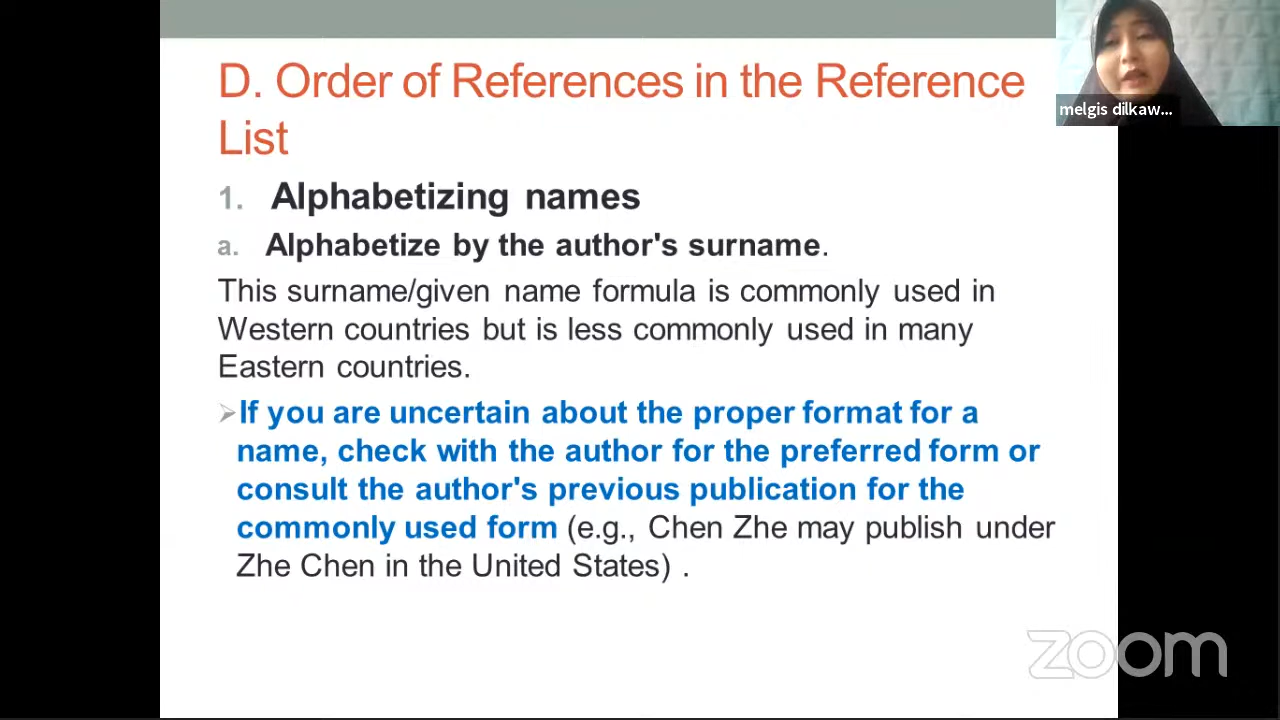 D. Order of References in the Reference
List
1. Alphabetizing names
a. Alphabetize by the author's surname.
This surname/given name formula is commonly used in
Western countries but is less commonly used in many
Eastern countries.
➢If you are uncertain about the proper format for a
name, check with the author for the preferred form or
consult the author's previous publication for the
commonly used form (e.g., Chen Zhe may publish under
Zhe Chen in the United States) .
melgis dilkaw...
zoom